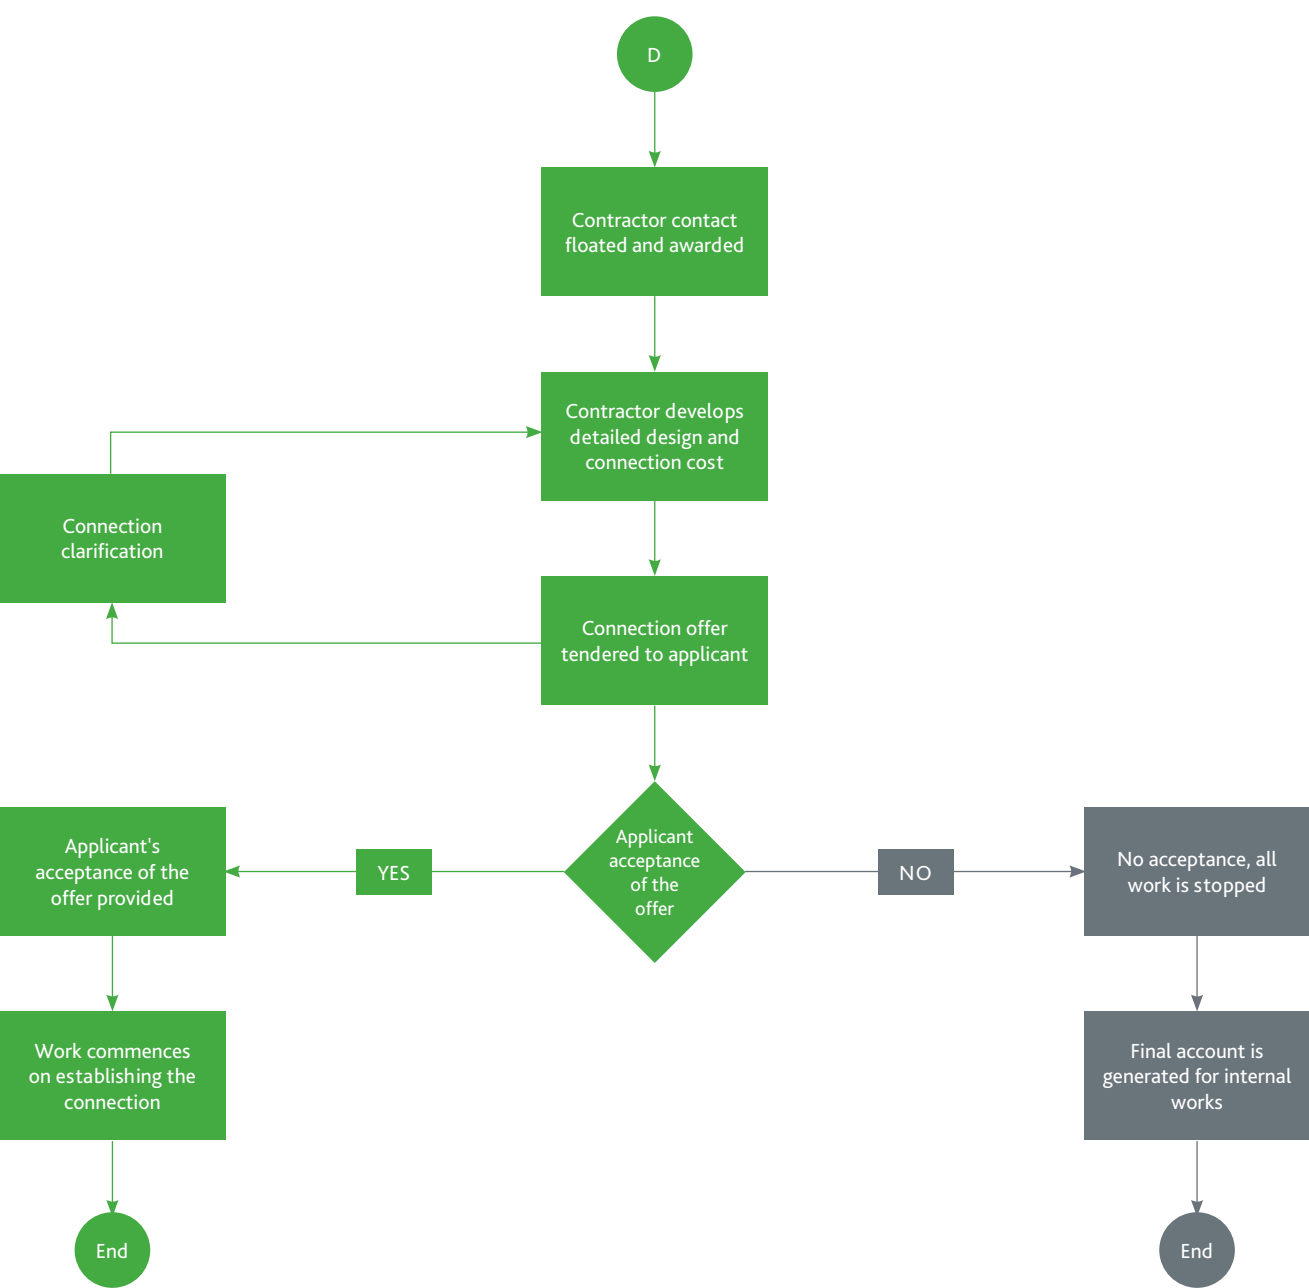 D
Contractor contact
floated and awarded
Contractor develops
detailed design and
connection cost
Connection
clarification
Connection offer
tendered to applicant
Applicant
acceptance
of the
offer
YES
NO
Applicant's
acceptance of the
offer provided
No acceptance, all
work is stopped
Work commences
on establishing the
connection
Final account is
generated for internal
works
End
End